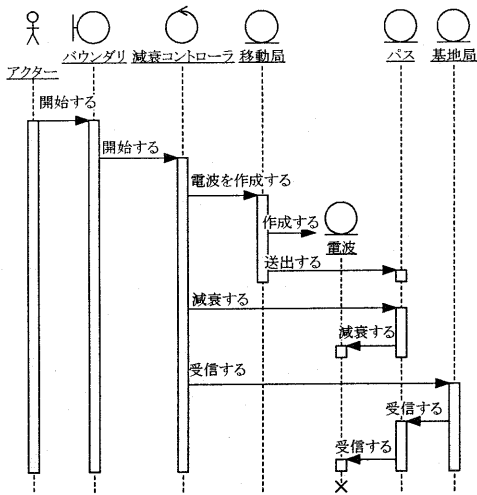 バウンダリ
減衰コントローラ
移動局
パス
基地局
アクター
開始する
開始する
電波を作成する
作成する
電波
送出する
減衰する
減衰する
受信する
受信する
受信する